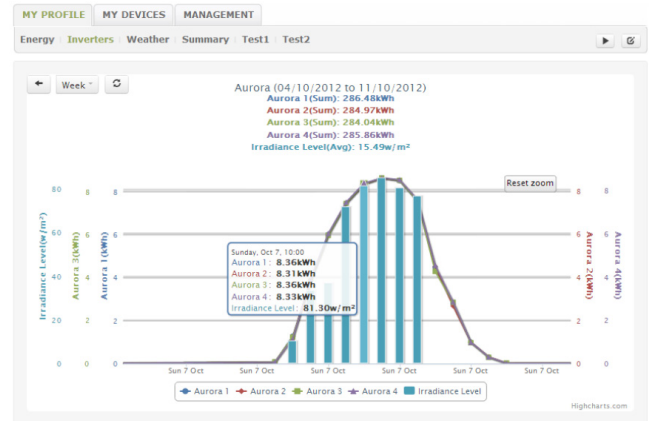 MY PROFILE MY DEVICES MANAGEMENT
Energy Inverters Weather Summary Test1 Test2
Week
Aurora (04/10/2012 to 11/10/2012)
Aurora 1(Sum): 286.48kWh
Aurora 2(Sum): 284.97kWh
Aurora 3(Sum): 284.04kWh
Aurora 4(Sum): 285.86kWh
Irradiance Level(Avg): 15.49w/m²
Reset zoom
80 8 8 8 8
60 6 6 6 6
40 4 4 4 4
20 2 2 2 2
0 0 0 0 0
Irradiance Level(w/m²)
Aurora 3(kWh)
Aurora 1(kWh)
Aurora 2(kWh)
Aurora 4(kWh)
Sunday, Oct 7, 10:00
Aurora 1: 8.36kWh
Aurora 2: 8.31kWh
Aurora 3: 8.36kWh
Aurora 4: 8.33kWh
Irradiance Level: 81.30w/m²
Sun 7 Oct Sun 7 Oct Sun 7 Oct Sun 7 Oct Sun 7 Oct Sun 7 Oct
Aurora 1 Aurora 2 Aurora 3 Aurora 4 Irradiance Level
Highcharts.com